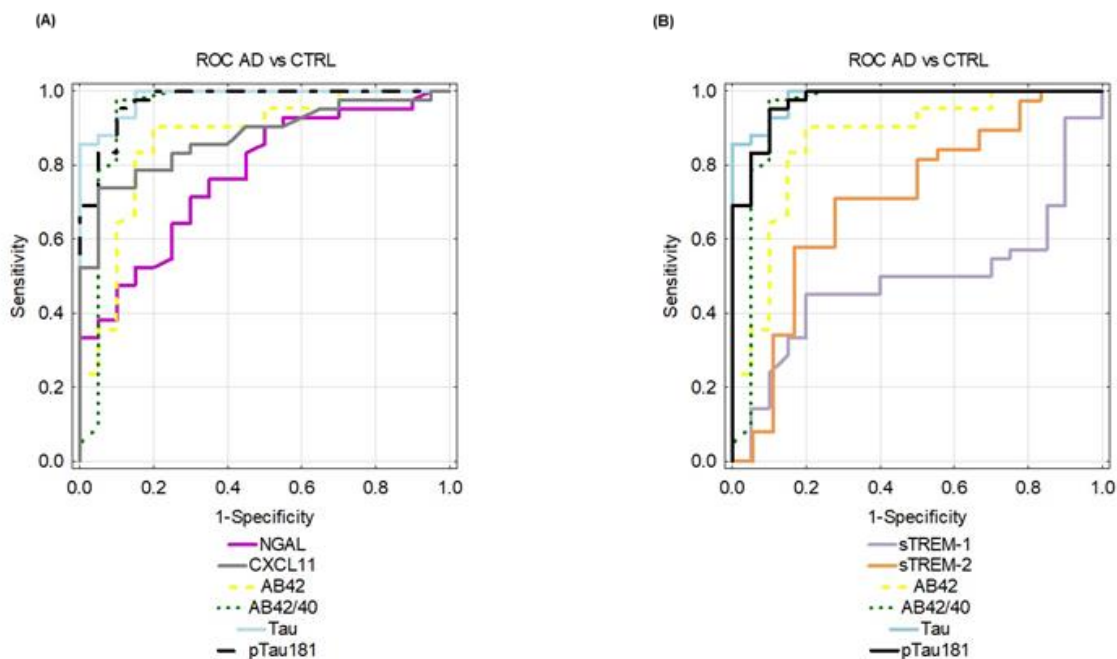 (A)
ROC AD vs CTRL
1.0
0.8
0.6
0.4
0.2
0.0
Sensitivity
0.0 0.2 0.4 0.6 0.8 1.0
1-Specificity
NGAL
CXCL11
AB42
AB42/40
Tau
pTau181
(B)
ROC AD vs CTRL
1.0
0.8
0.6
0.4
0.2
0.0
Sensitivity
0.0 0.2 0.4 0.6 0.8 1.0
1-Specificity
sTREM-1
sTREM-2
AB42
AB42/40
Tau
pTau181